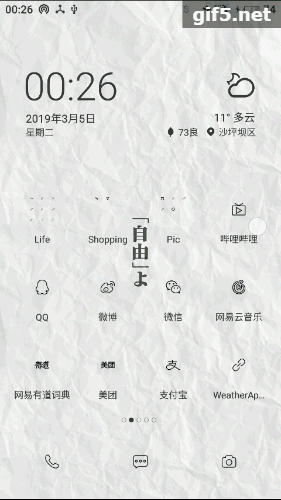 00:26
gif5.net
00:26
2019年3月5日
星期二
11° 多云
73良
沙坪坝区
「自由」よ
Life
Shopping
Pic
哔哩哔哩
QQ
微博
微信
网易云音乐
有道
美团
网易有道词典
美团
支付宝
WeatherAp...